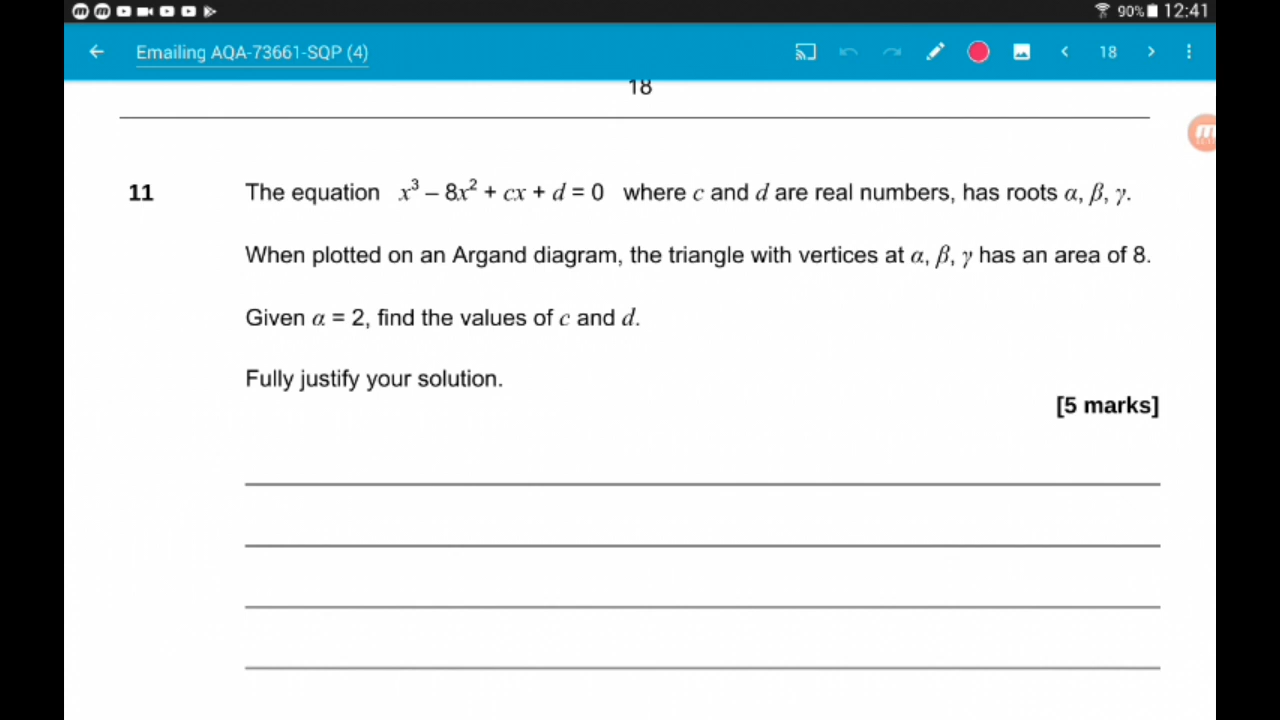 90% 12:41
Emailing AQA-73661-SQP (4)
18
18
11 The equation x³ – 8x² + cx + d = 0 where c and d are real numbers, has roots α, β, γ.
When plotted on an Argand diagram, the triangle with vertices at α, β, γ has an area of 8.
Given α = 2, find the values of c and d.
Fully justify your solution.
[5 marks]